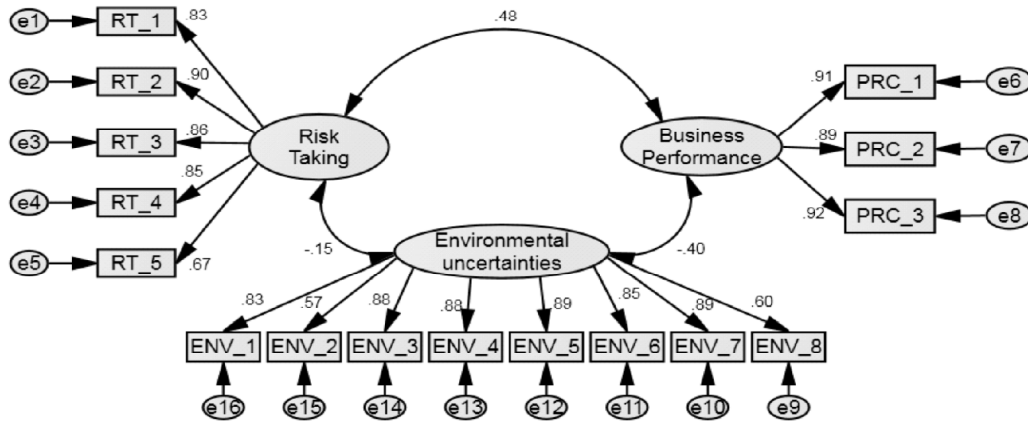 .48
e1 RT_1 .83
e2 RT_2 .90
e3 RT_3 .86
e4 RT_4 .85
e5 RT_5 .67
Risk
Taking
Business
Performance
.91 PRC_1 e6
.89 PRC_2 e7
.92 PRC_3 e8
-.15
Environmental
uncertainties
-.40
.83 .57 .88 .88 .89 .85 .89 .60
ENV_1 ENV_2 ENV_3 ENV_4 ENV_5 ENV_6 ENV_7 ENV_8
e16 e15 e14 e13 e12 e11 e10 e9